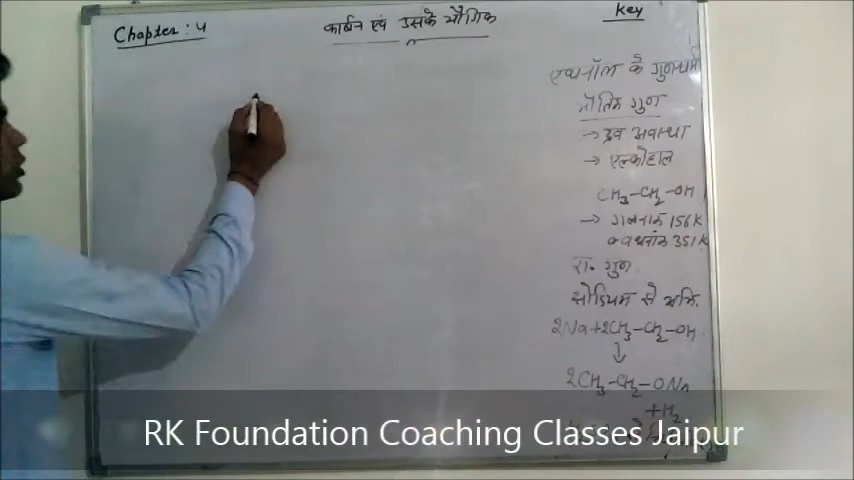 Chapter : 4
कार्बन एवं उसके यौगिक
Key
एथेनॉल के गुणधर्म
भौतिक गुण
→ द्रव अवस्था
→ एल्कोहाल
CH3-CH2-OH
→ गलनांक 156K
क्वथनांक 351K
रा. गुण
सोडियम से अभि.
2Na+2CH3-CH2-OH
↓
2CH3-CH2-ONa
+H2
RK Foundation Coaching Classes Jaipur